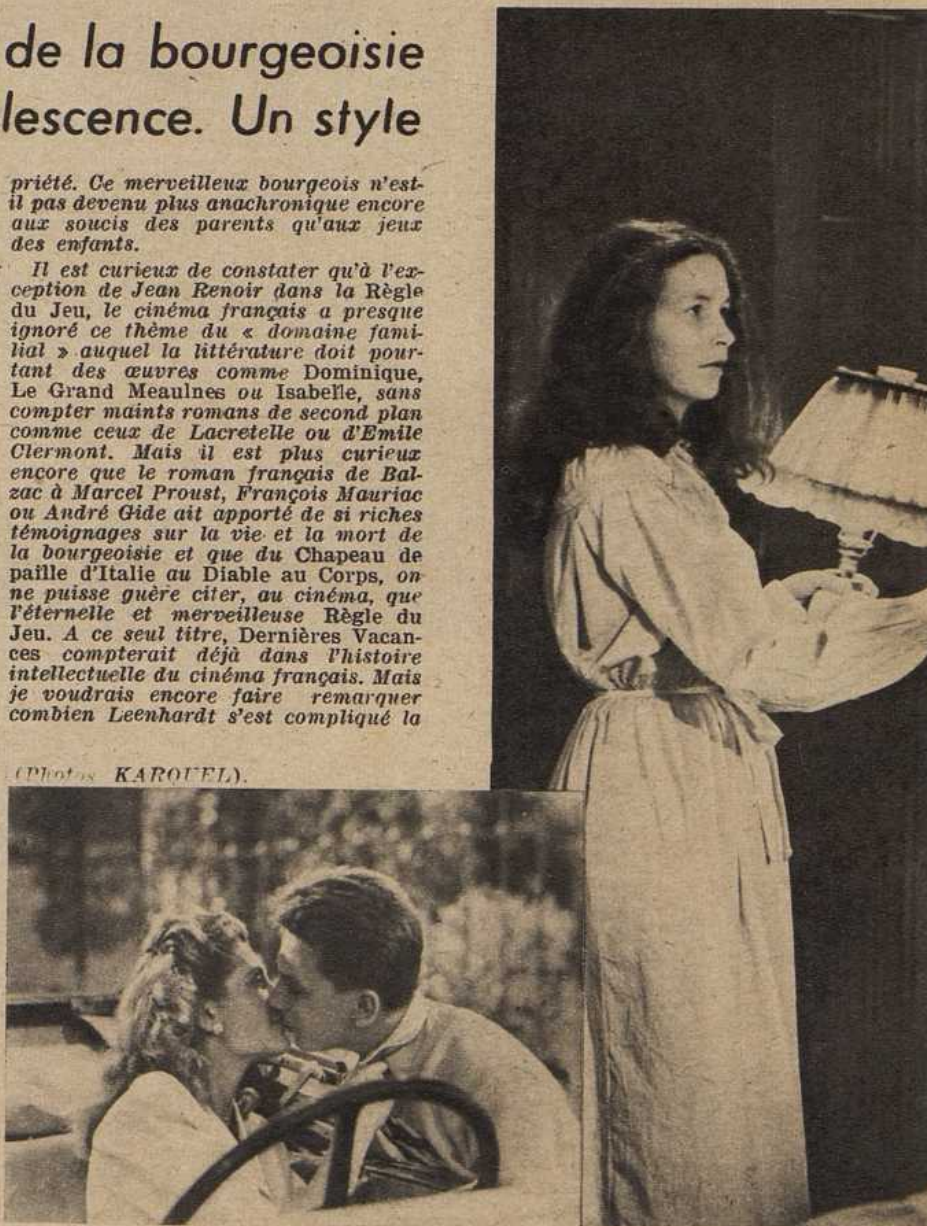 de la bourgeoisie
lescence. Un style
priété. Ce merveilleux bourgeois n'est-
il pas devenu plus anachronique encore
aux soucis des parents qu'aux jeux
des enfants.
Il est curieux de constater qu'à l'ex-
ception de Jean Renoir dans la Règle
du Jeu, le cinéma français a presque
ignoré ce thème du « domaine fami-
lial » auquel la littérature doit pour-
tant des œuvres comme Dominique,
Le Grand Meaulnes ou Isabelle, sans
compter maints romans de second plan
comme ceux de Lacretelle ou d'Emile
Clermont. Mais il est plus curieux
encore que le roman français de Bal-
zac à Marcel Proust, François Mauriac
ou André Gide ait apporté de si riches
témoignages sur la vie et la mort de
la bourgeoisie et que du Chapeau de
paille d'Italie au Diable au Corps, on
ne puisse guère citer, au cinéma, que
l'éternelle et merveilleuse Règle du
Jeu. A ce seul titre, Dernières Vacan-
ces compterait déjà dans l'histoire
intellectuelle du cinéma français. Mais
je voudrais encore faire remarquer
combien Leenhardt s'est compliqué la
(Photos KAROUEL).